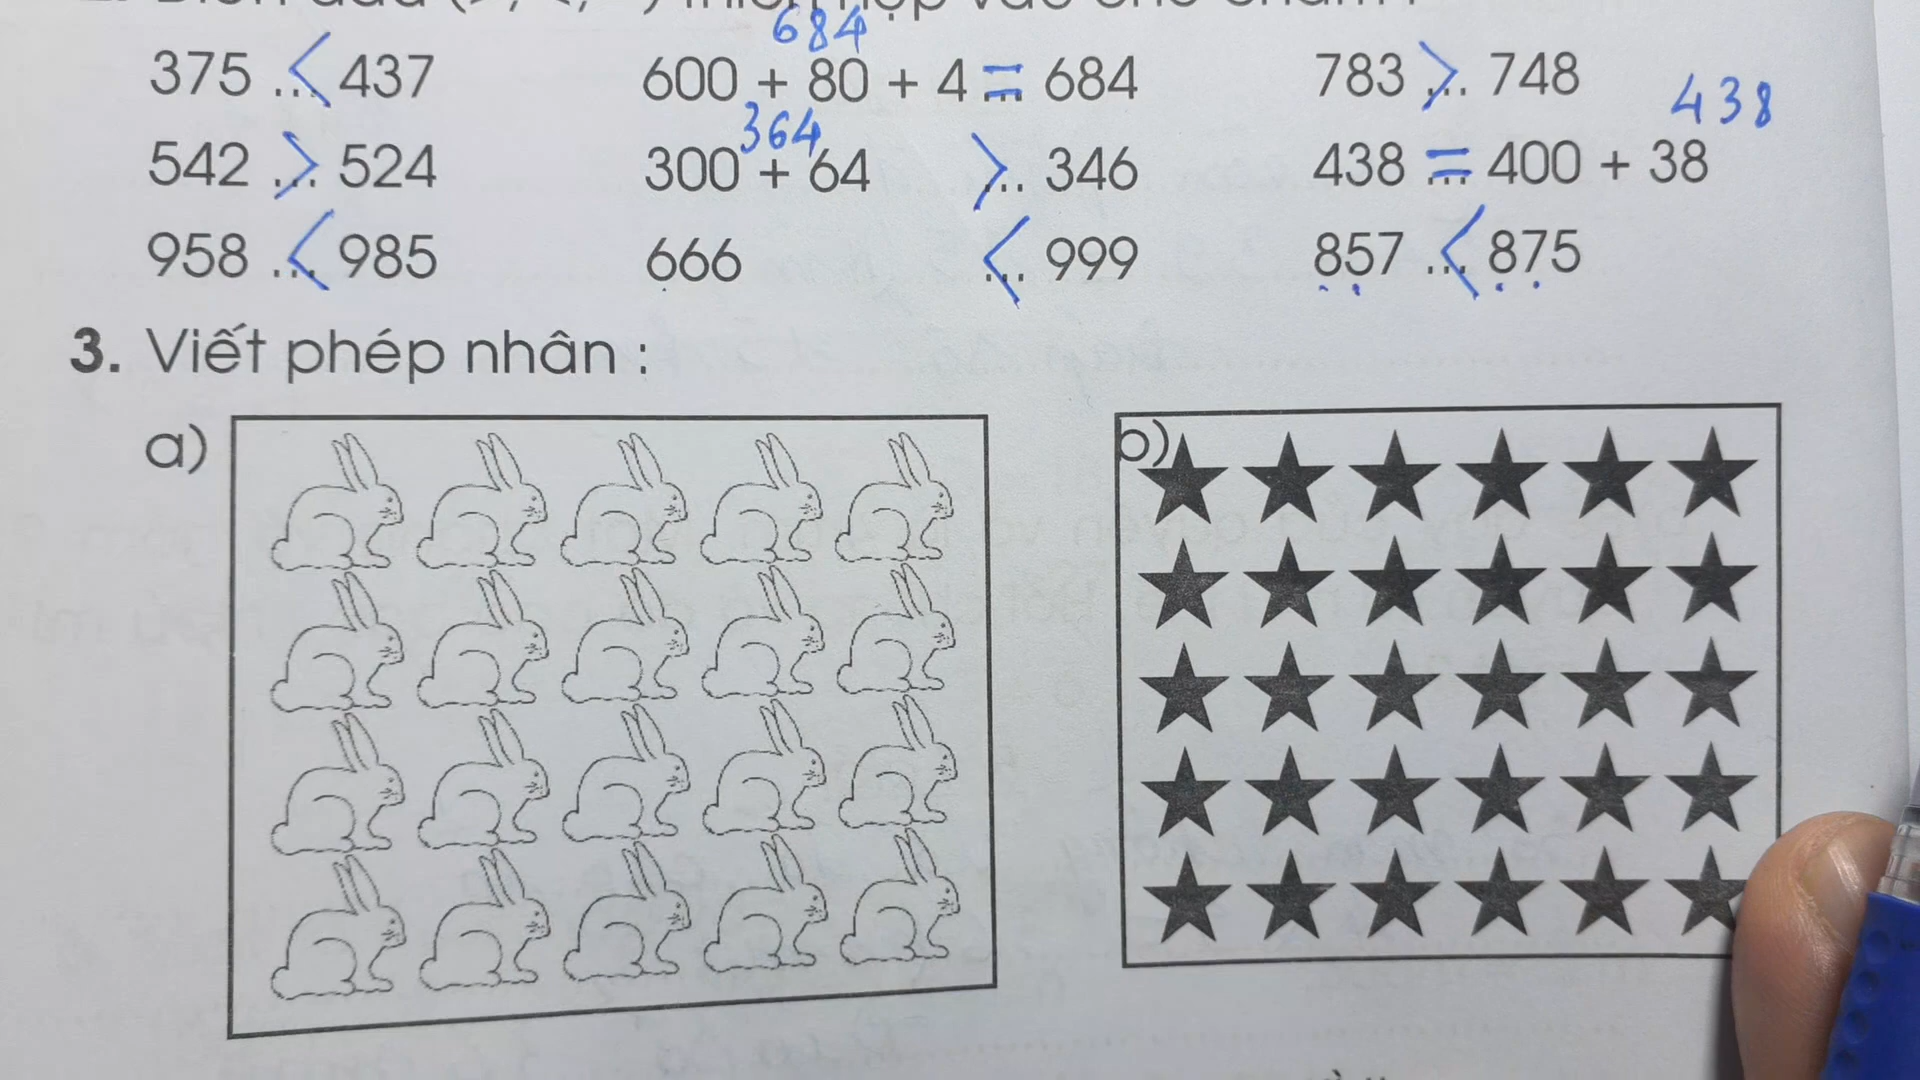 684
375 ... < 437 600 + 80 + 4 = 684 783 > ... 748
364 438
542 ... > 524 300 + 64 > ... 346 438 = ... 400 + 38
958 ... < 985 666 < ... 999 857 ... < 875
3. Viết phép nhân :
a) b)